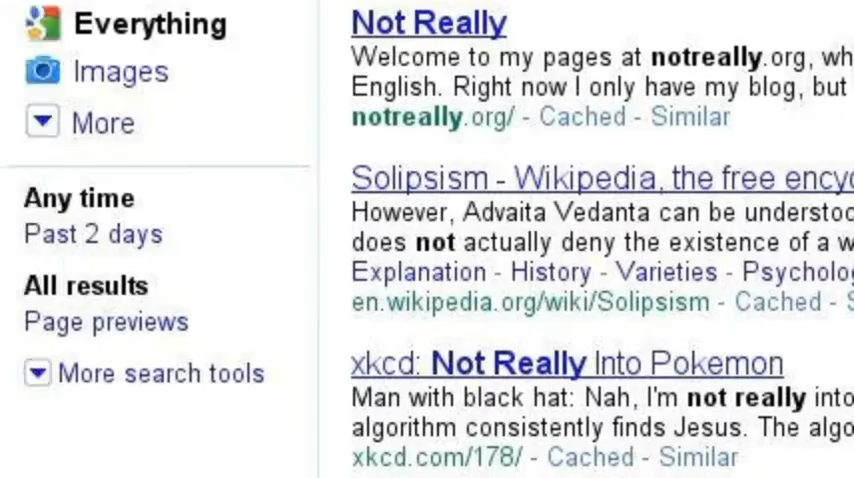 Everything
Images
More
Any time
Past 2 days
All results
Page previews
More search tools
Not Really
Welcome to my pages at notreally.org, wh
English. Right now I only have my blog, but
notreally.org/ - Cached - Similar
Solipsism - Wikipedia, the free ency
However, Advaita Vedanta can be understoo
does not actually deny the existence of a w
Explanation - History - Varieties - Psycholog
en.wikipedia.org/wiki/Solipsism - Cached - S
xkcd: Not Really Into Pokemon
Man with black hat: Nah, I'm not really into
algorithm consistently finds Jesus. The algo
xkcd.com/178/ - Cached - Similar